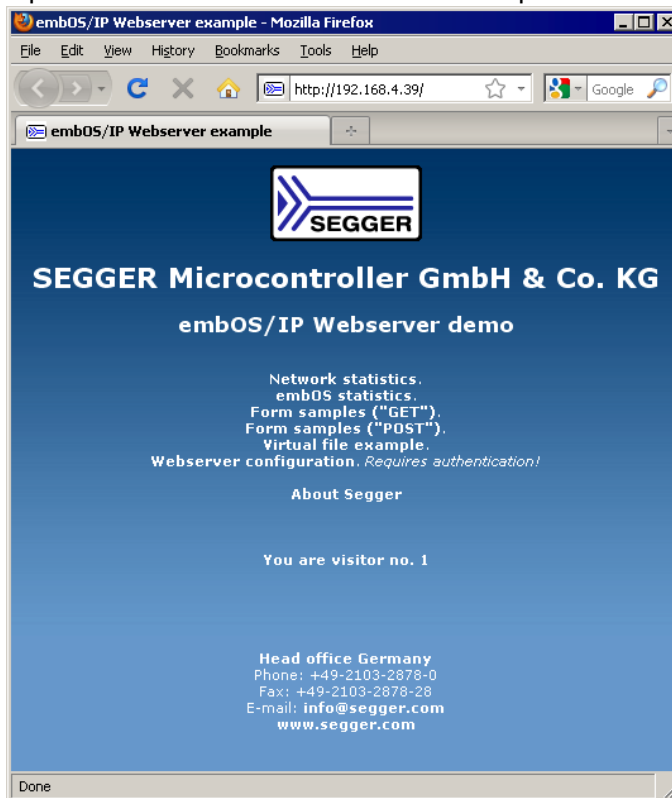 embOS/IP Webserver example - Mozilla Firefox
File Edit View History Bookmarks Tools Help
http://192.168.4.39/ Google
embOS/IP Webserver example
SEGGER
SEGGER Microcontroller GmbH & Co. KG
embOS/IP Webserver demo
Network statistics.
embOS statistics.
Form samples ("GET").
Form samples ("POST").
Virtual file example.
Webserver configuration. Requires authentication!
About Segger
You are visitor no. 1
Head office Germany
Phone: +49-2103-2878-0
Fax: +49-2103-2878-28
E-mail: info@segger.com
www.segger.com
Done